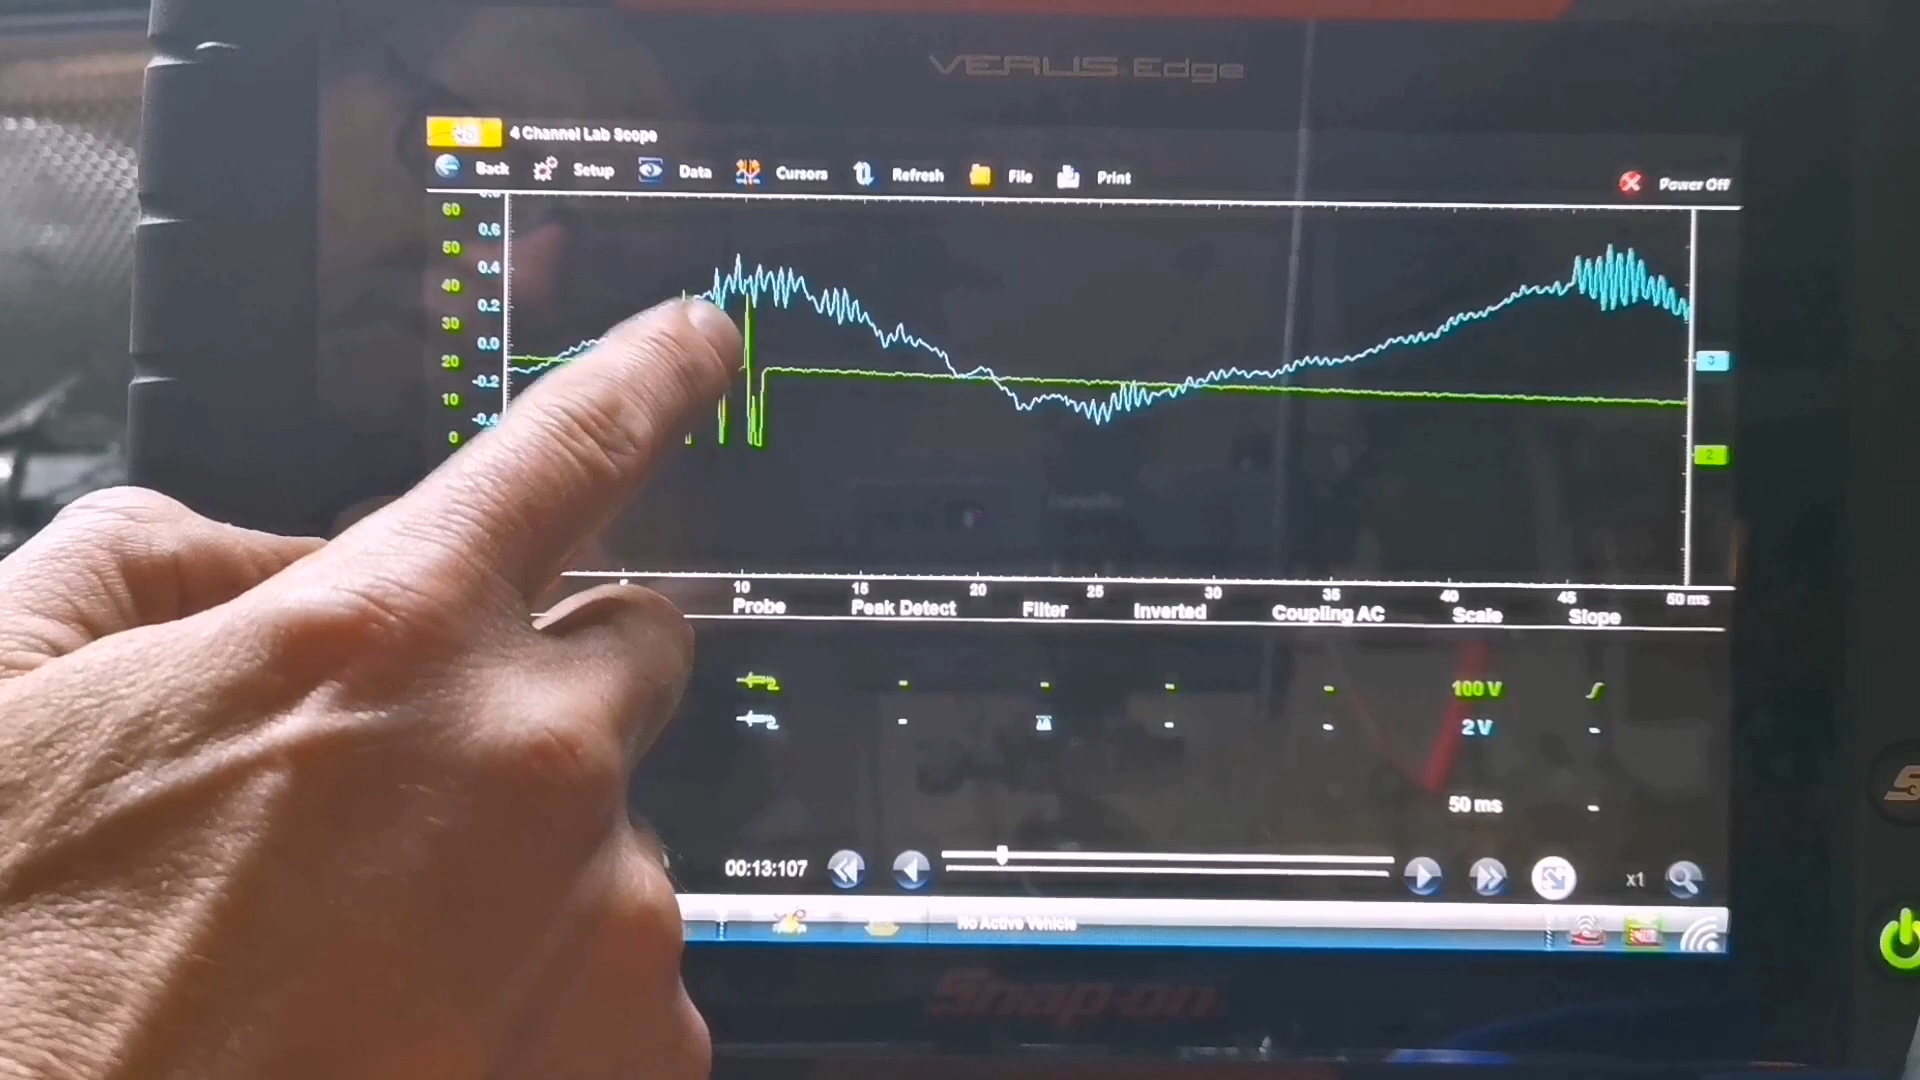 VERUS Edge
4 Channel Lab Scope
Back Setup Data Cursors Refresh File Print Power Off
60
0.6
50
0.4
40
0.2
30
0.0
20
-0.2
10
-0.4
0
3
2
10 15 20 25 30 35 40 45 50 ms
Probe Peak Detect Filter Inverted Coupling AC Scale Slope
- - - - 100 V
- - - 2 V -
50 ms -
00:13:107 x1
No Active Vehicle
Snap-on